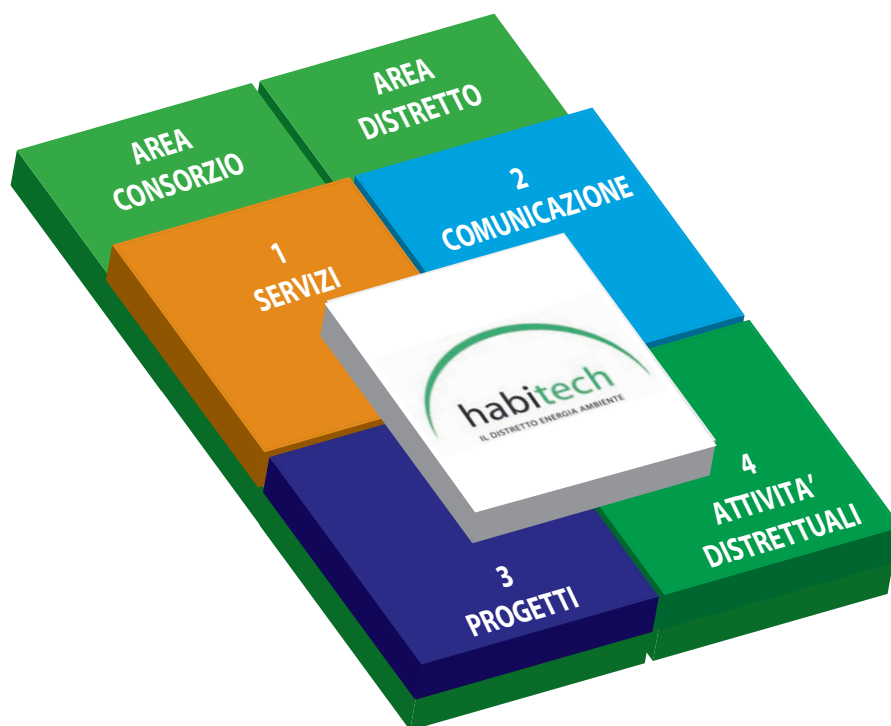 AREA
CONSORZIO
AREA
DISTRETTO
1
SERVIZI
2
COMUNICAZIONE
habitech
IL DISTRETTO ENERGIA AMBIENTE
3
PROGETTI
4
ATTIVITA'
DISTRETTUALI